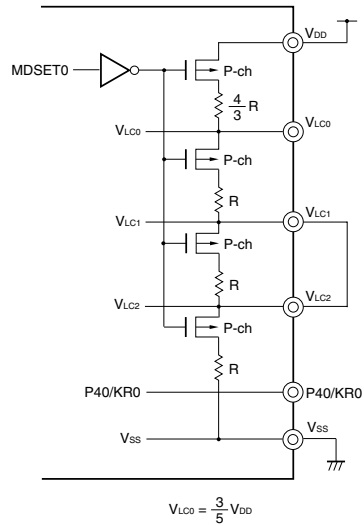 VDD
MDSET0
P-ch
4/3 R
VLC0 VLC0
P-ch
R
VLC1 VLC1
P-ch
R
VLC2 VLC2
P-ch
R
P40/KR0 P40/KR0
VSS VSS
VLC0 = 3/5 VDD